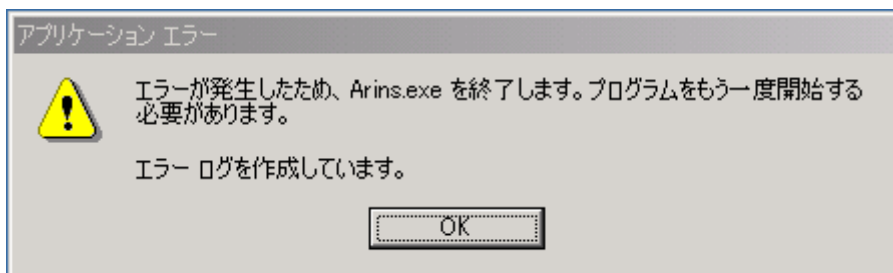 アプリケーション エラー
エラーが発生したため、Arins.exe を終了します。プログラムをもう一度開始する
必要があります。
エラー ログを作成しています。
OK